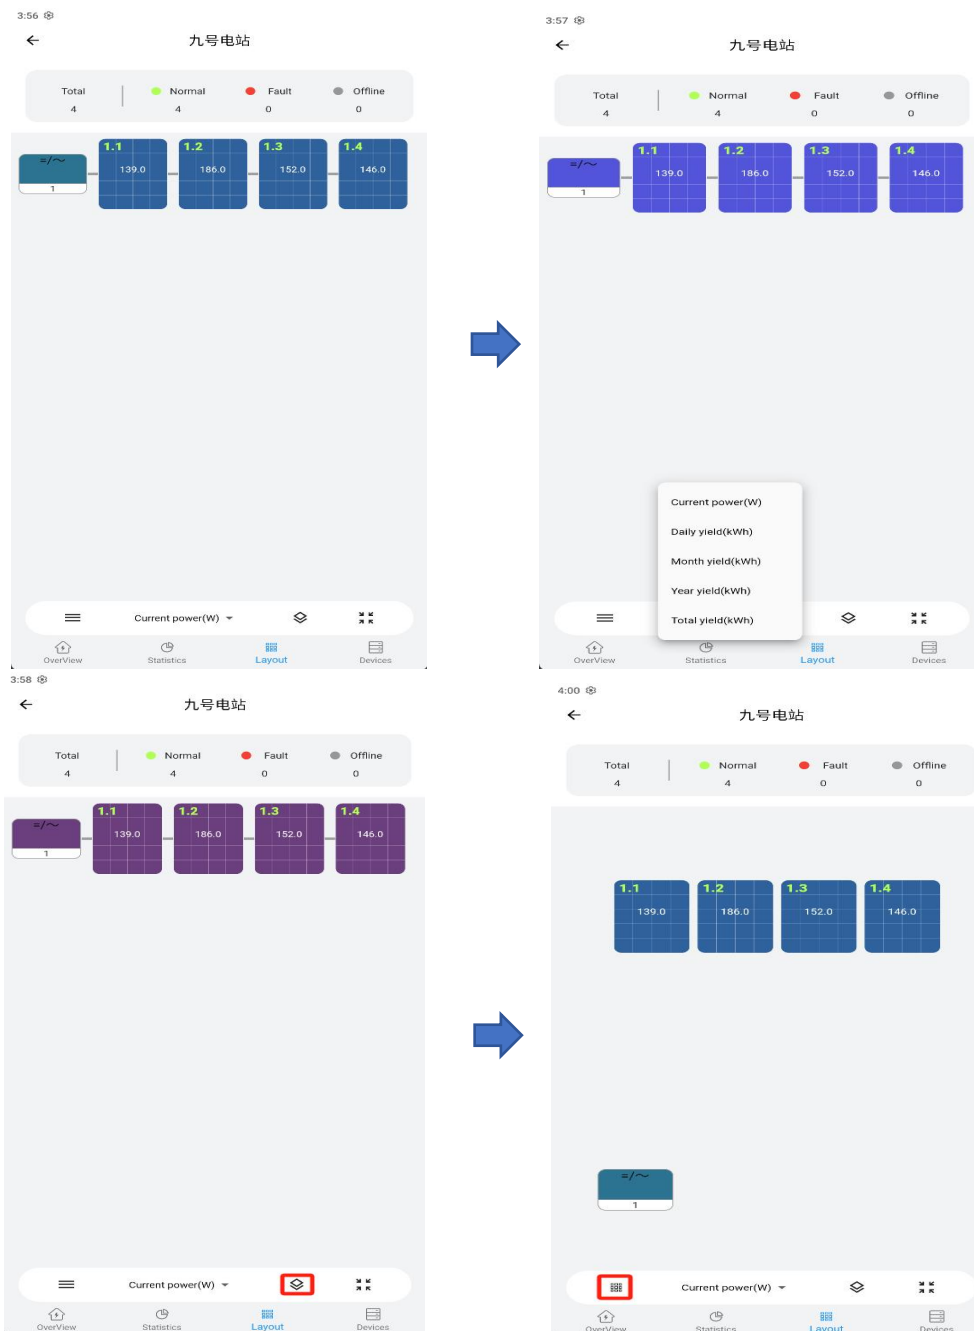 3:56
九号电站
Total Normal Fault Offline
4 4 0 0
1.1 1.2 1.3 1.4
=/～ 139.0 186.0 152.0 146.0
1
Current power(W)
OverView Statistics Layout Devices
3:57
九号电站
Total Normal Fault Offline
4 4 0 0
1.1 1.2 1.3 1.4
=/～ 139.0 186.0 152.0 146.0
1
Current power(W)
Daily yield(kWh)
Month yield(kWh)
Year yield(kWh)
Total yield(kWh)
OverView Statistics Layout Devices
3:58
九号电站
Total Normal Fault Offline
4 4 0 0
1.1 1.2 1.3 1.4
=/～ 139.0 186.0 152.0 146.0
1
Current power(W)
OverView Statistics Layout Devices
4:00
九号电站
Total Normal Fault Offline
4 4 0 0
1.1 1.2 1.3 1.4
139.0 186.0 152.0 146.0
=/～
1
Current power(W)
OverView Statistics Layout Devices